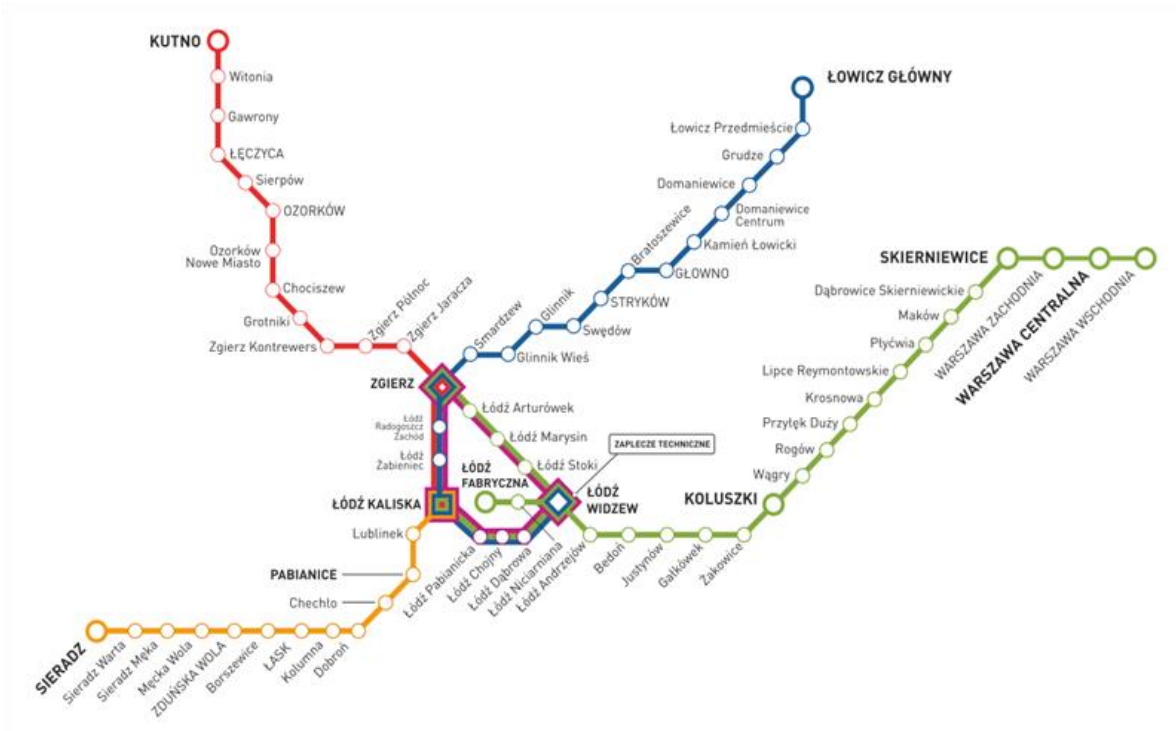 KUTNO
Witonia
Gawrony
ŁĘCZYCA
Sierpów
OZORKÓW
Ozorków
Nowe Miasto
Chociszew
Grotniki
Zgierz Kontrewers
Zgierz Północ
Zgierz Jaracza
ZGIERZ
ŁOWICZ GŁÓWNY
Łowicz Przedmieście
Grudze
Domaniewice
Domaniewice
Centrum
Kamień Łowicki
GŁOWNO
Bratoszewice
STRYKÓW
Swędów
Glinnik
Glinnik Wieś
Smardzew
Łódź
Radogoszcz
Zachód
Łódź
Żabieniec
ŁÓDŹ KALISKA
Łódź Arturówek
Łódź Marysin
Łódź Stoki
ZAPLECZE TECHNICZNE
ŁÓDŹ
FABRYCZNA
ŁÓDŹ
WIDZEW
Lublinek
PABIANICE
Chechło
Dobroń
Kolumna
ŁASK
Borszewice
ZDUŃSKA WOLA
Męcka Wola
Sieradz Męka
Sieradz Warta
SIERADZ
Łódź Pabianicka
Łódź Chojny
Łódź Dąbrowa
Łódź Niciarniana
Łódź Andrzejów
Bedoń
Justynów
Gałkówek
Żakowice
KOLUSZKI
Wągry
Rogów
Przyłęk Duży
Krosnowa
Lipce Reymontowskie
Płyćwia
Maków
Dąbrowice Skierniewickie
SKIERNIEWICE
WARSZAWA ZACHODNIA
WARSZAWA CENTRALNA
WARSZAWA WSCHODNIA